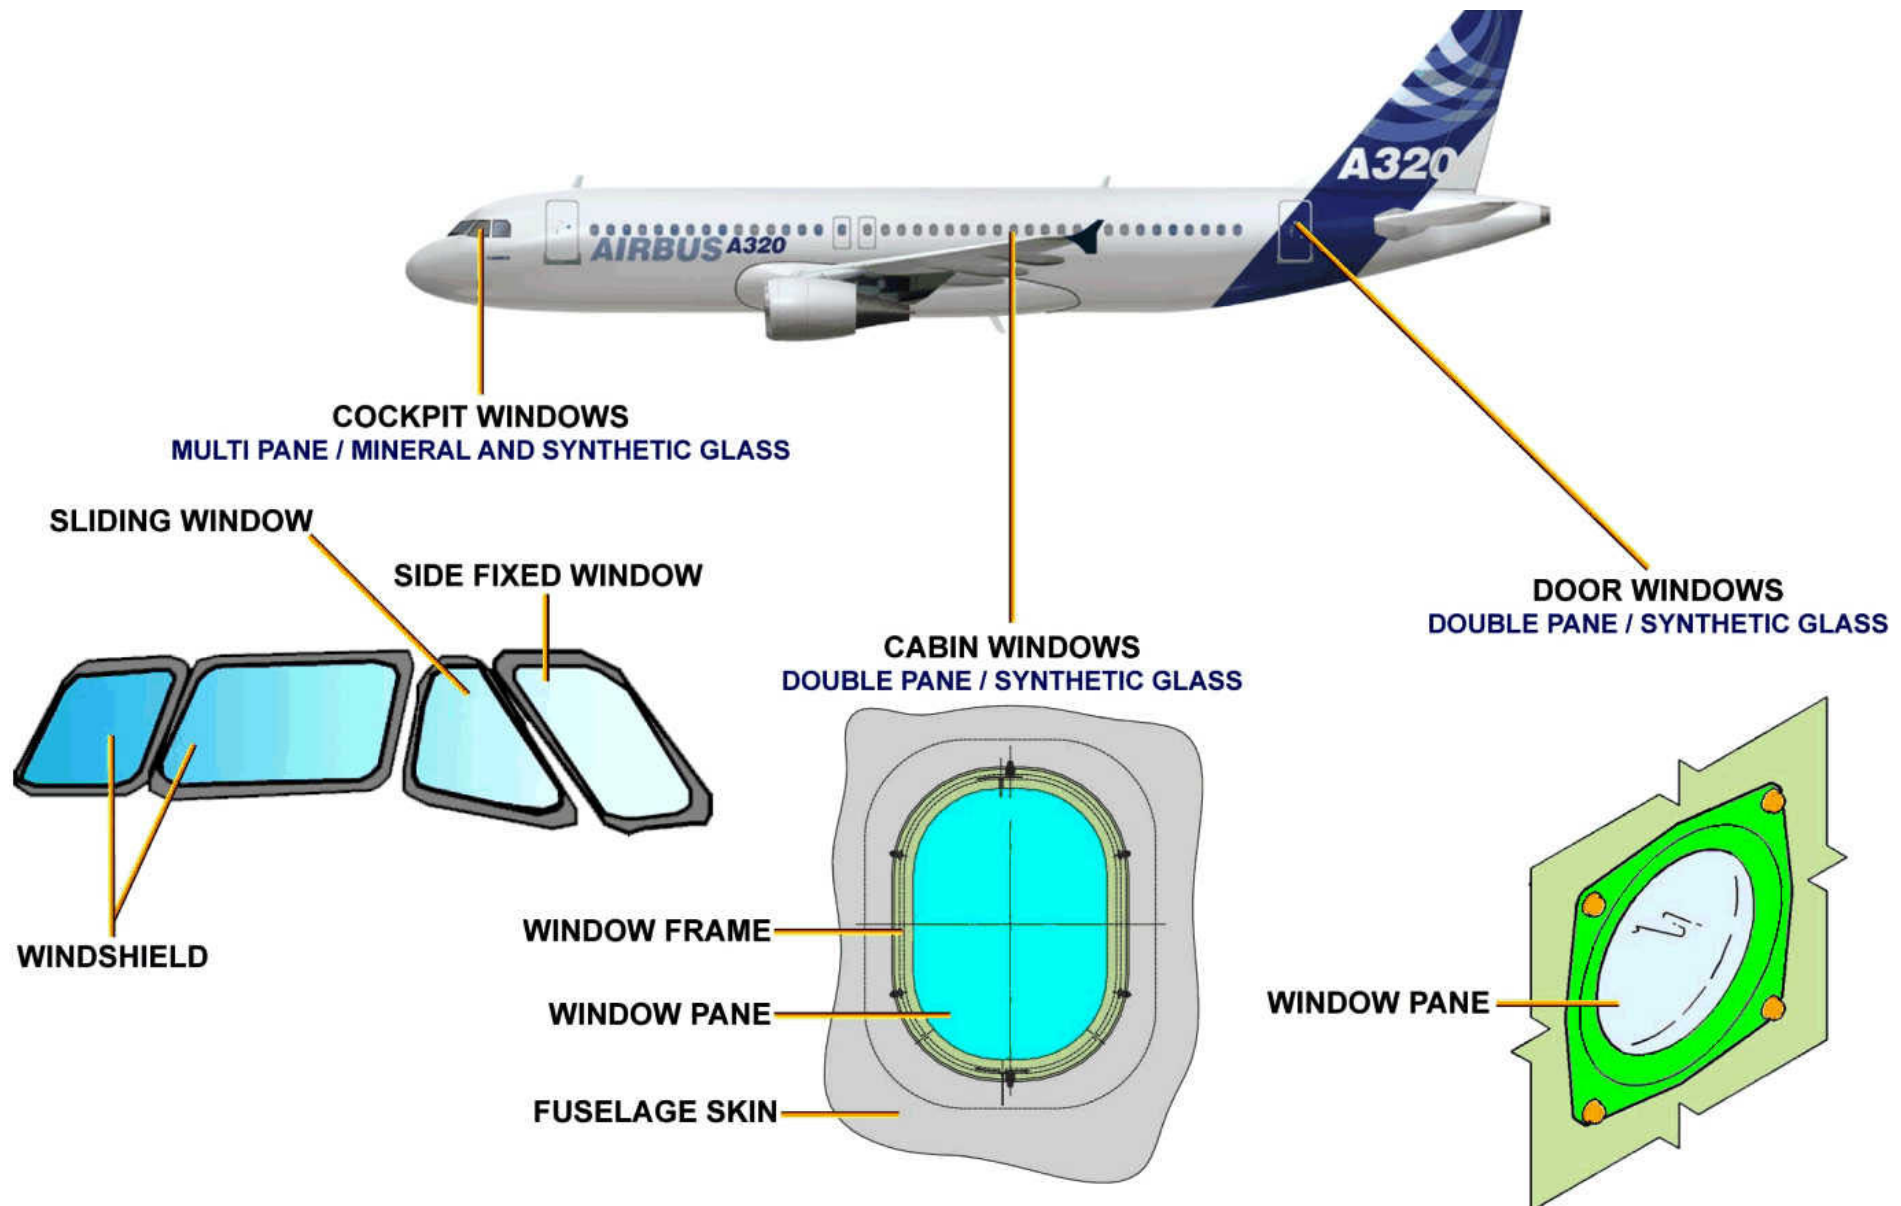 A320
AIRBUS A320
COCKPIT WINDOWS
MULTI PANE / MINERAL AND SYNTHETIC GLASS
SLIDING WINDOW
SIDE FIXED WINDOW
WINDSHIELD
CABIN WINDOWS
DOUBLE PANE / SYNTHETIC GLASS
WINDOW FRAME
WINDOW PANE
FUSELAGE SKIN
DOOR WINDOWS
DOUBLE PANE / SYNTHETIC GLASS
WINDOW PANE